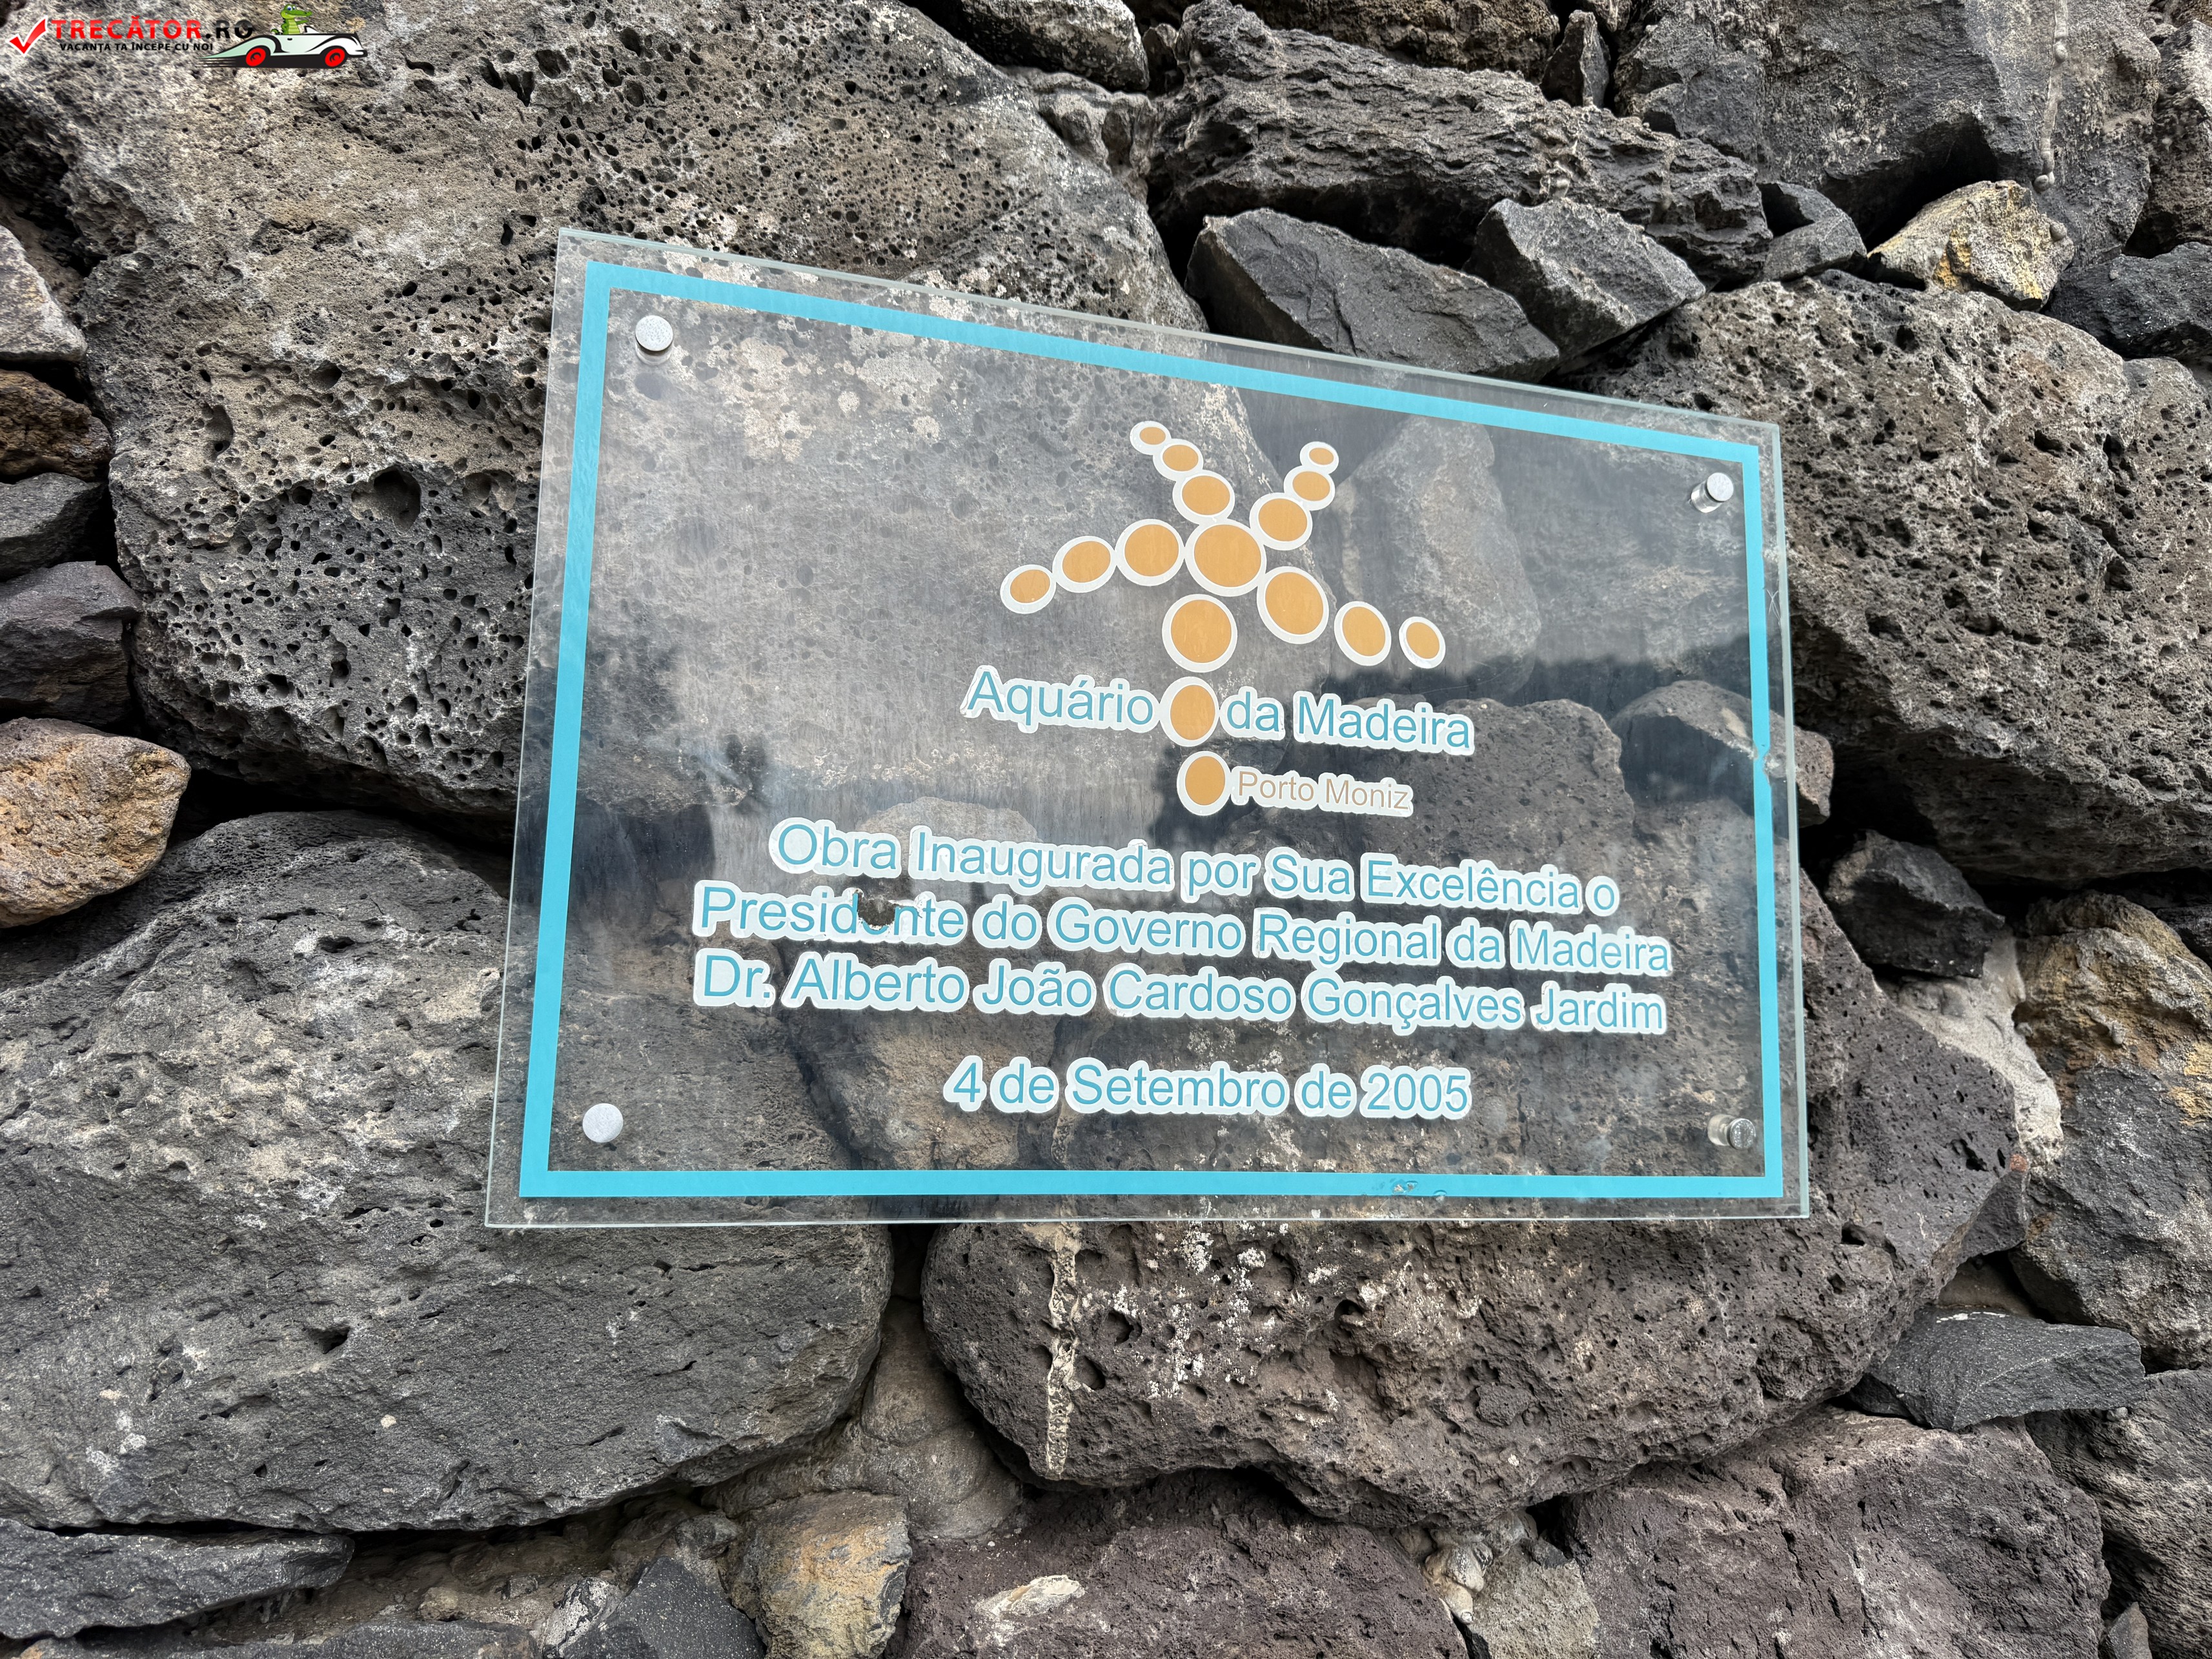 TRECĂTOR.RO
VACANȚA TA ÎNCEPE CU NOI
Aquário da Madeira
Porto Moniz
Obra Inaugurada por Sua Excelência o
Presidente do Governo Regional da Madeira
Dr. Alberto João Cardoso Gonçalves Jardim
4 de Setembro de 2005